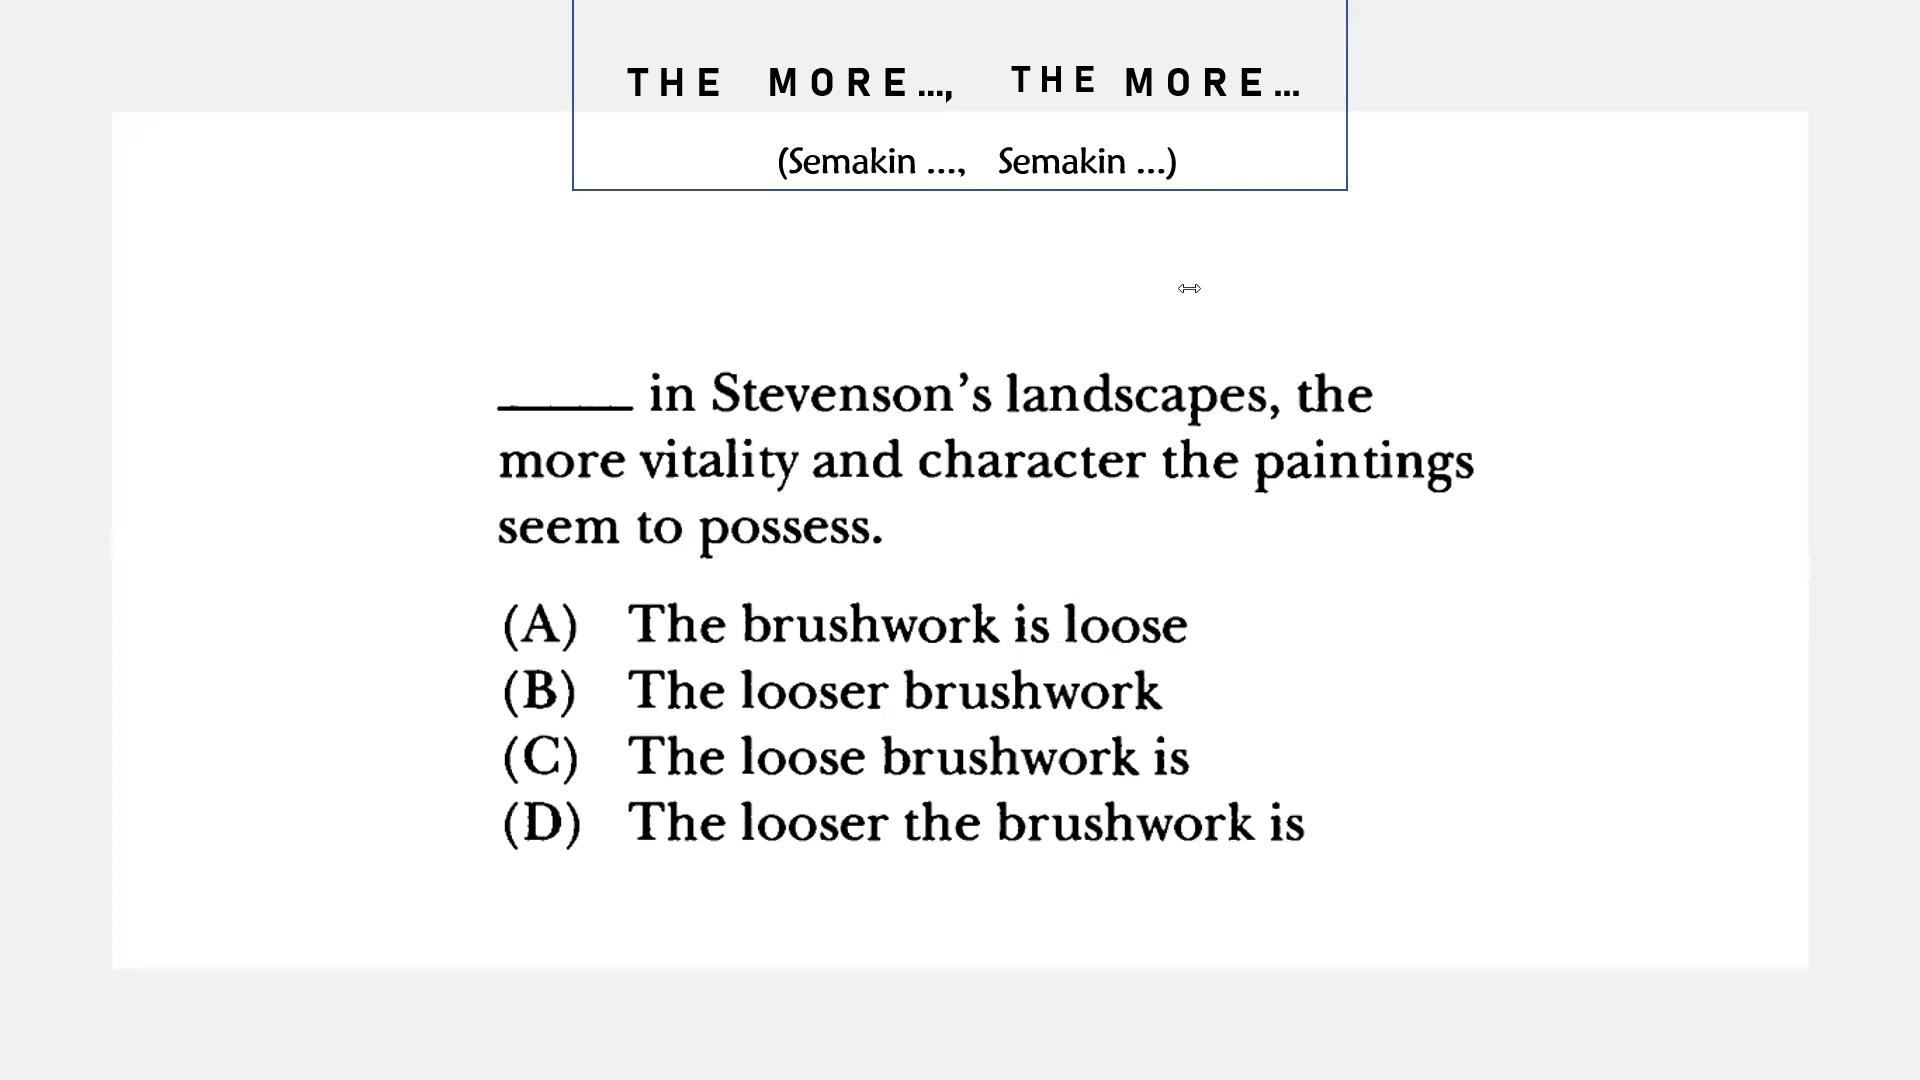 THE MORE..., THE MORE...
(Semakin ..., Semakin ...)
_____ in Stevenson’s landscapes, the
more vitality and character the paintings
seem to possess.
(A) The brushwork is loose
(B) The looser brushwork
(C) The loose brushwork is
(D) The looser the brushwork is